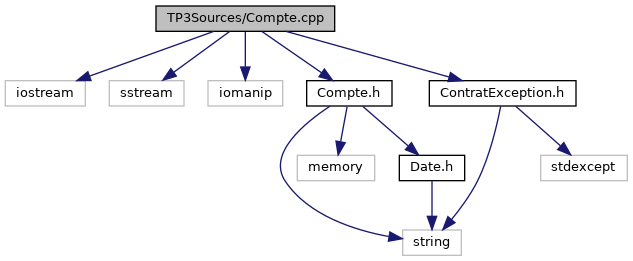 TP3Sources/Compte.cpp
iostream
sstream
iomanip
Compte.h
ContratException.h
memory
Date.h
stdexcept
string